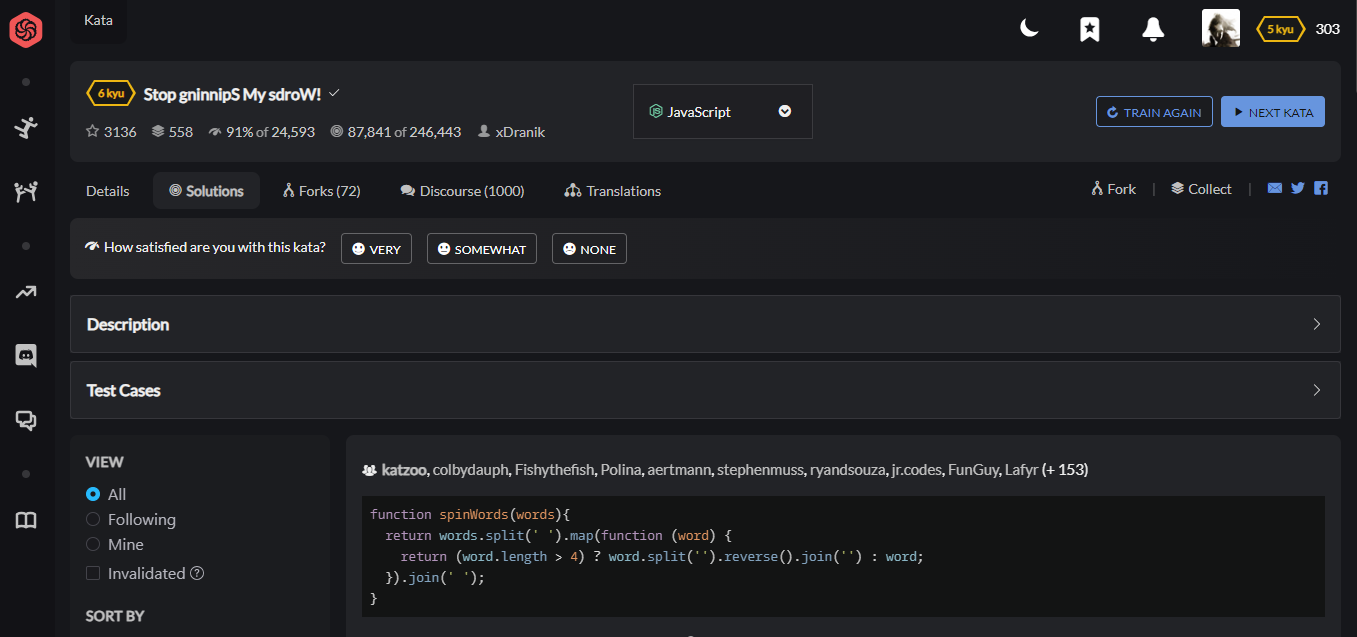 Kata
5 kyu 303
6 kyu Stop gninnipS My sdroW!
JavaScript
TRAIN AGAIN
NEXT KATA
3136 558 91% of 24,593 87,841 of 246,443 xDranik
Details Solutions Forks (72) Discourse (1000) Translations
Fork | Collect |
How satisfied are you with this kata? VERY SOMEWHAT NONE
Description
Test Cases
VIEW
All
Following
Mine
Invalidated
SORT BY
katzoo, colbydauph, Fishythefish, Polina, aertmann, stephenmuss, ryandsouza, jr.codes, FunGuy, Lafyr (+ 153)
function spinWords(words){
  return words.split(' ').map(function (word) {
    return (word.length > 4) ? word.split('').reverse().join('') : word;
  }).join(' ');
}